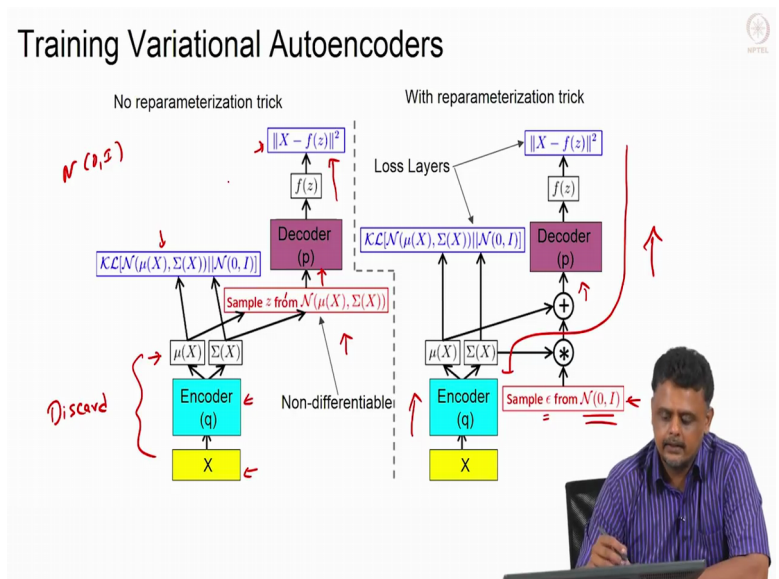 Training Variational Autoencoders
NPTEL
No reparameterization trick
N(0,I)
‖X − f(z)‖²
f(z)
Decoder
(p)
𝒦ℒ[𝒩(μ(X), Σ(X))||𝒩(0, I)]
Sample z from 𝒩(μ(X), Σ(X))
μ(X) Σ(X)
Discard
Encoder
(q)
Non-differentiable
X
With reparameterization trick
‖X − f(z)‖²
Loss Layers
f(z)
𝒦ℒ[𝒩(μ(X), Σ(X))||𝒩(0, I)]
Decoder
(p)
+
μ(X) Σ(X) *
Encoder
(q)
Sample ϵ from 𝒩(0, I)
X